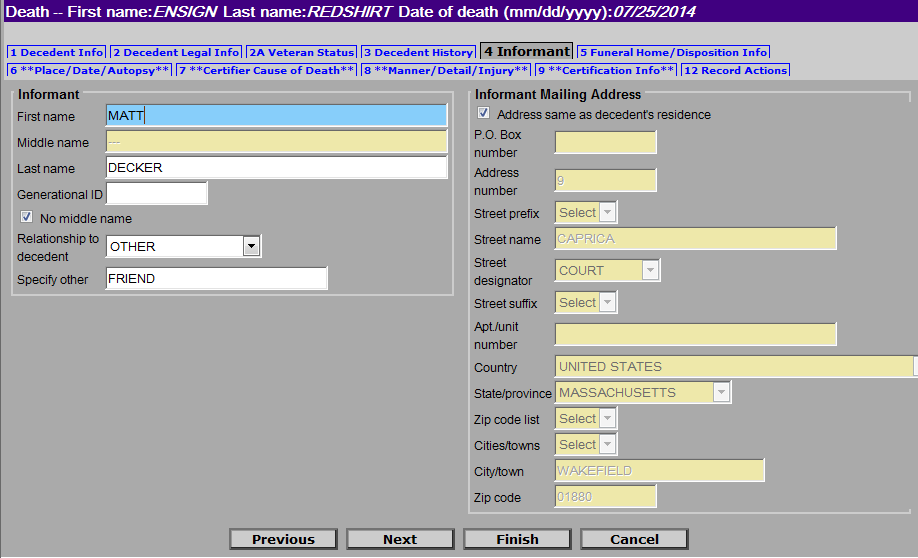 Death -- First name:ENSIGN Last name:REDSHIRT Date of death (mm/dd/yyyy):07/25/2014
1 Decedent Info 2 Decedent Legal Info 2A Veteran Status 3 Decedent History 4 Informant 5 Funeral Home/Disposition Info
6 **Place/Date/Autopsy** 7 **Certifier Cause of Death** 8 **Manner/Detail/Injury** 9 **Certification Info** 12 Record Actions
Informant
First name MATT
Middle name ---
Last name DECKER
Generational ID
No middle name
Relationship to
decedent OTHER
Specify other FRIEND
Informant Mailing Address
Address same as decedent's residence
P.O. Box
number
Address
number 9
Street prefix Select
Street name CAPRICA
Street
designator COURT
Street suffix Select
Apt./unit
number
Country UNITED STATES
State/province MASSACHUSETTS
Zip code list Select
Cities/towns Select
City/town WAKEFIELD
Zip code 01880
Previous Next Finish Cancel